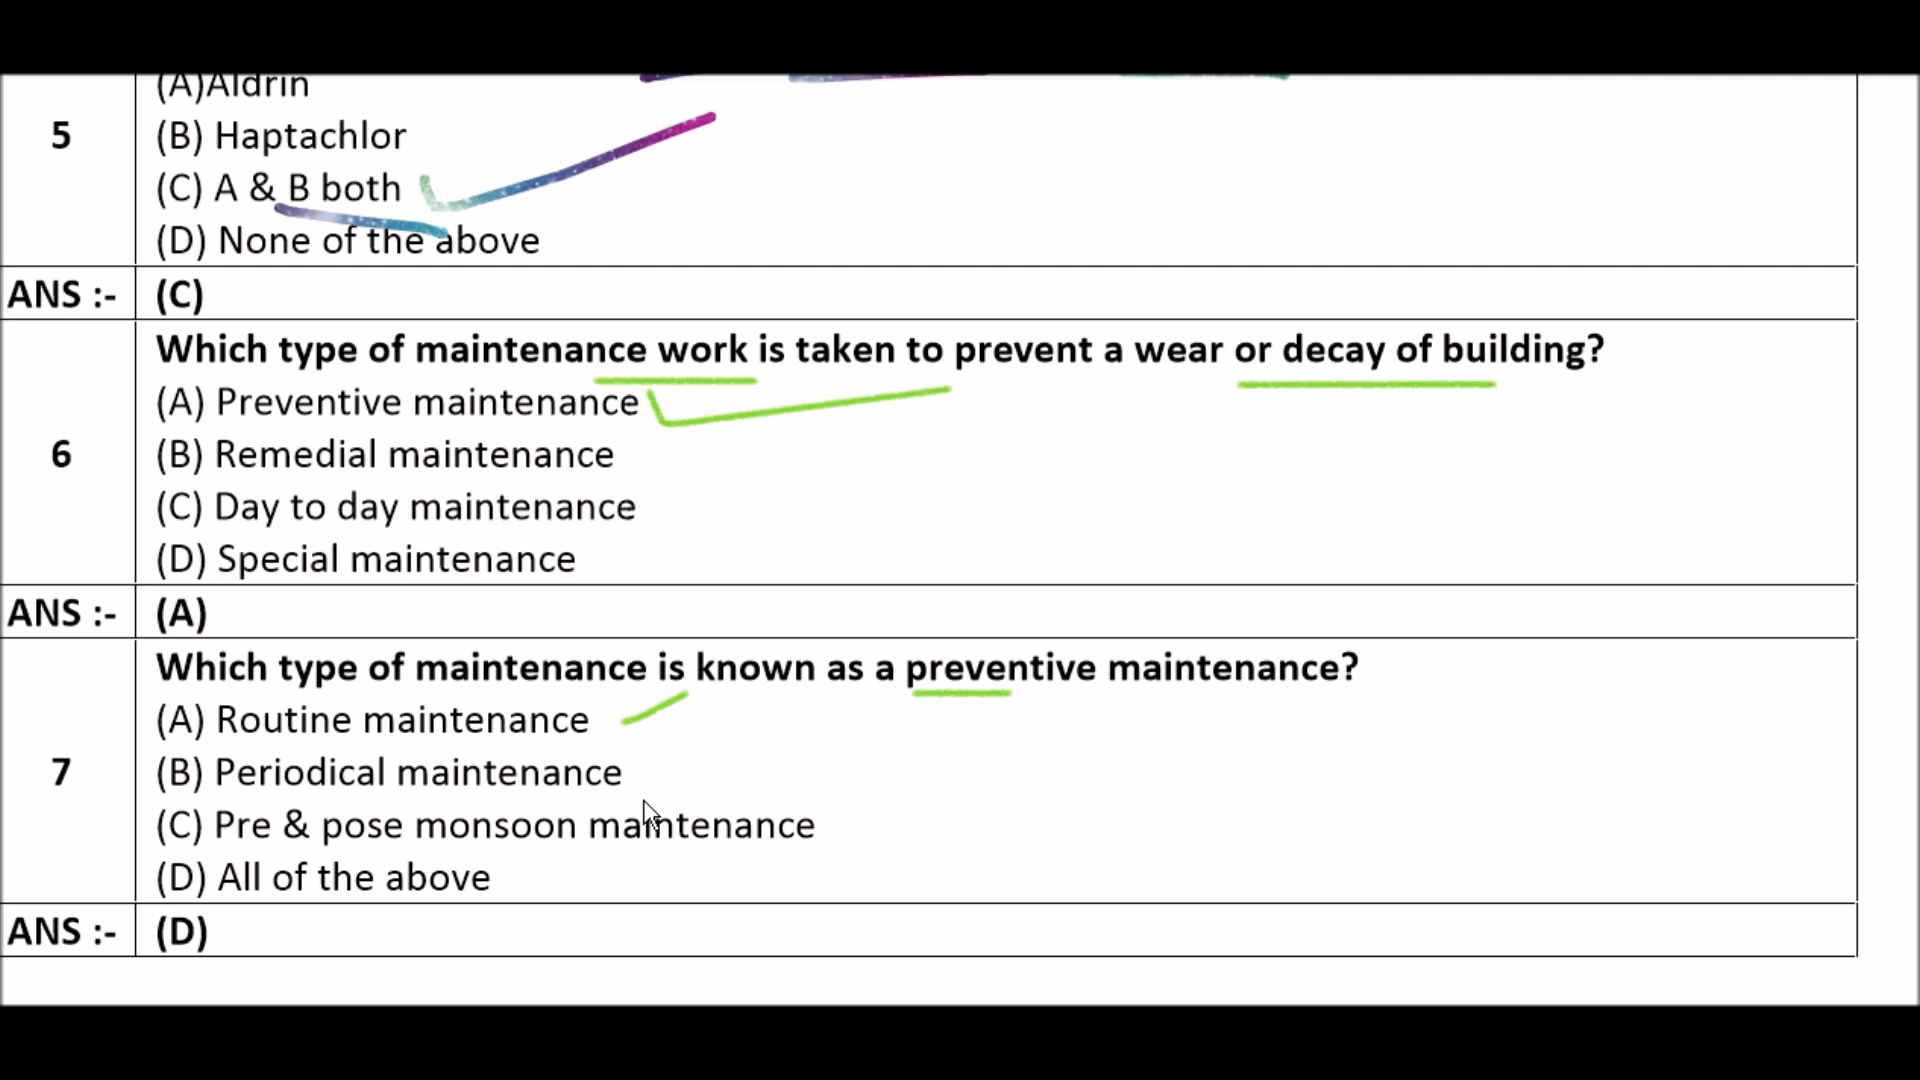 (A)Aldrin
5
(B) Haptachlor
(C) A & B both
(D) None of the above
ANS :- (C)
Which type of maintenance work is taken to prevent a wear or decay of building?
(A) Preventive maintenance
6
(B) Remedial maintenance
(C) Day to day maintenance
(D) Special maintenance
ANS :- (A)
Which type of maintenance is known as a preventive maintenance?
(A) Routine maintenance
7
(B) Periodical maintenance
(C) Pre & pose monsoon maintenance
(D) All of the above
ANS :- (D)